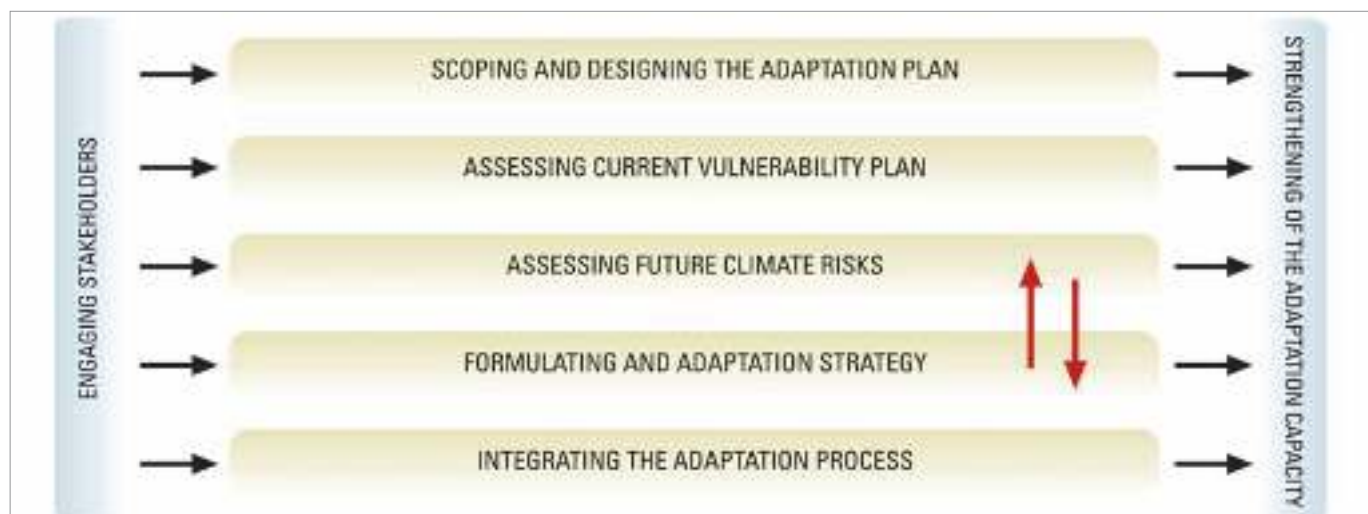 ENGAGING STAKEHOLDERS
SCOPING AND DESIGNING THE ADAPTATION PLAN
ASSESSING CURRENT VULNERABILITY PLAN
ASSESSING FUTURE CLIMATE RISKS
FORMULATING AND ADAPTATION STRATEGY
INTEGRATING THE ADAPTATION PROCESS
STRENGTHENING OF THE ADAPTATION CAPACITY